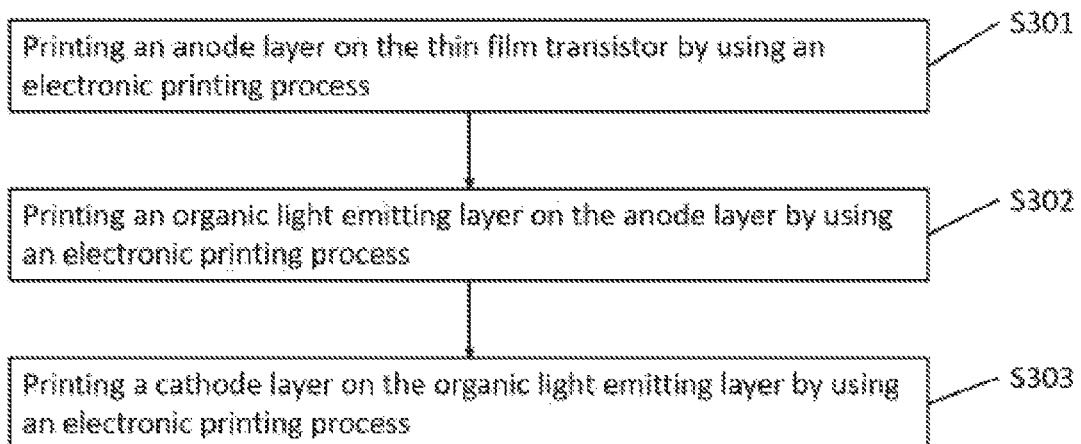 S301
Printing an anode layer on the thin film transistor by using an
electronic printing process
S302
Printing an organic light emitting layer on the anode layer by using
an electronic printing process
S303
Printing a cathode layer on the organic light emitting layer by using
an electronic printing process